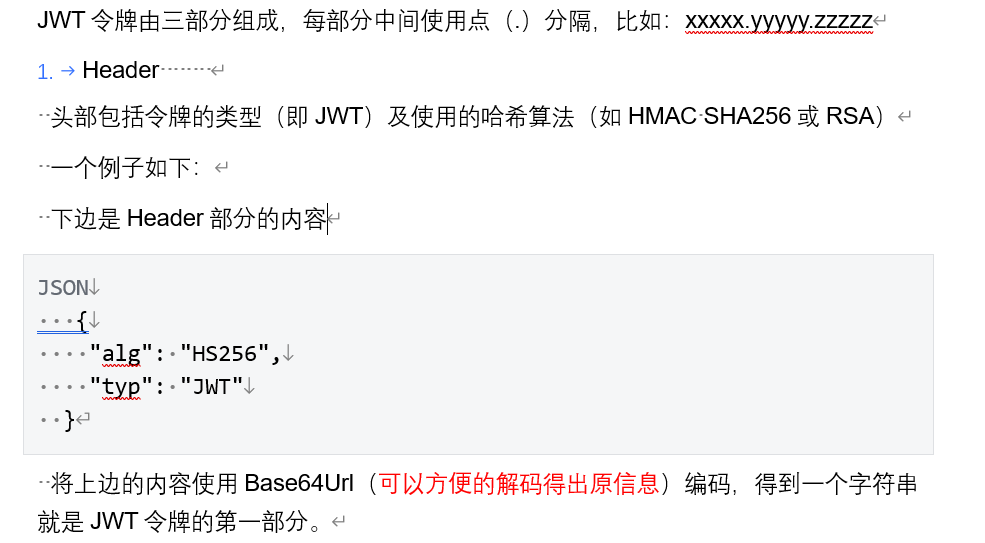 JWT 令牌由三部分组成，每部分中间使用点（.）分隔，比如：xxxxx.yyyyy.zzzzz
1. Header
头部包括令牌的类型（即 JWT）及使用的哈希算法（如 HMAC SHA256 或 RSA）
一个例子如下：
下边是 Header 部分的内容
JSON
{
"alg": "HS256",
"typ": "JWT"
}
将上边的内容使用 Base64Url（可以方便的解码得出原信息）编码，得到一个字符串
就是 JWT 令牌的第一部分。